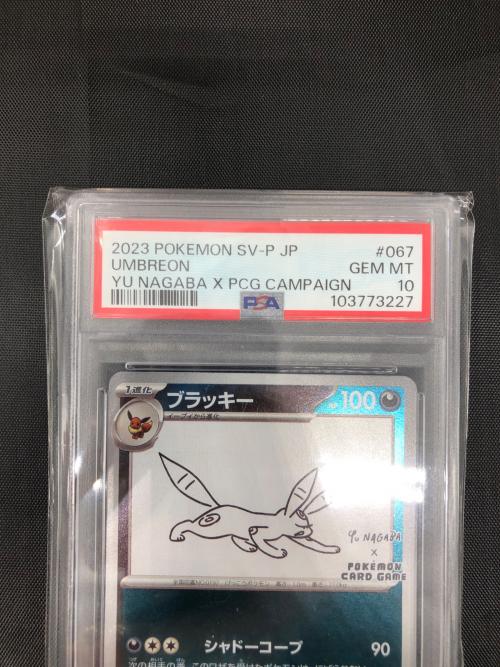 2023 POKEMON SV-P JP #067
UMBREON GEM MT
YU NAGABA X PCG CAMPAIGN 10
PSA 103773227
1進化 ブラッキー HP 100
イーブイから進化
Yu NAGABA
×
POKÉMON
CARD GAME
シャドーコープ 90